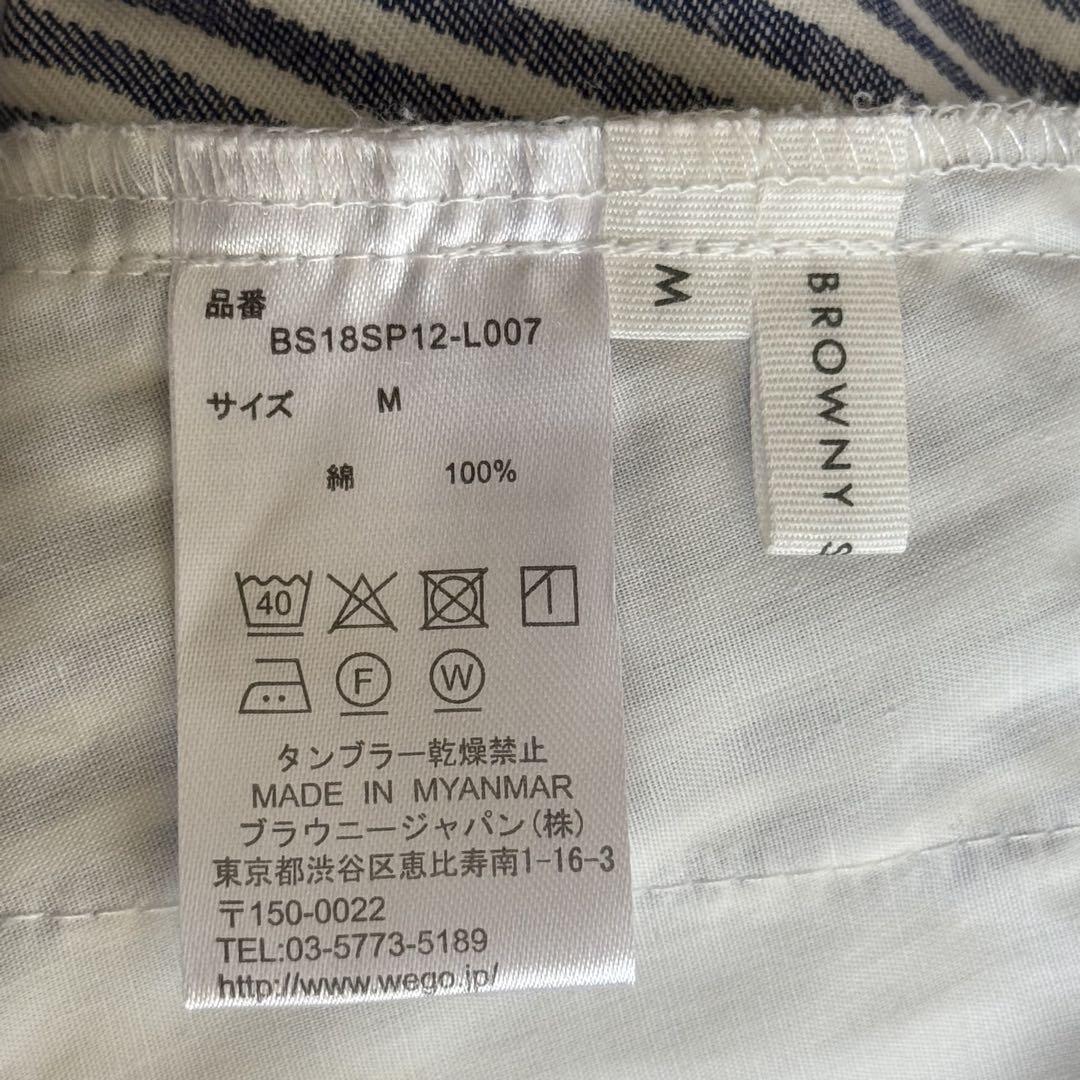 品番
BS18SP12-L007
サイズ M
綿 100%
40
F W
タンブラー乾燥禁止
MADE IN MYANMAR
ブラウニージャパン(株)
東京都渋谷区恵比寿南1-16-3
〒150-0022
TEL:03-5773-5189
http://www.wego.jp/
M
BROWNY S